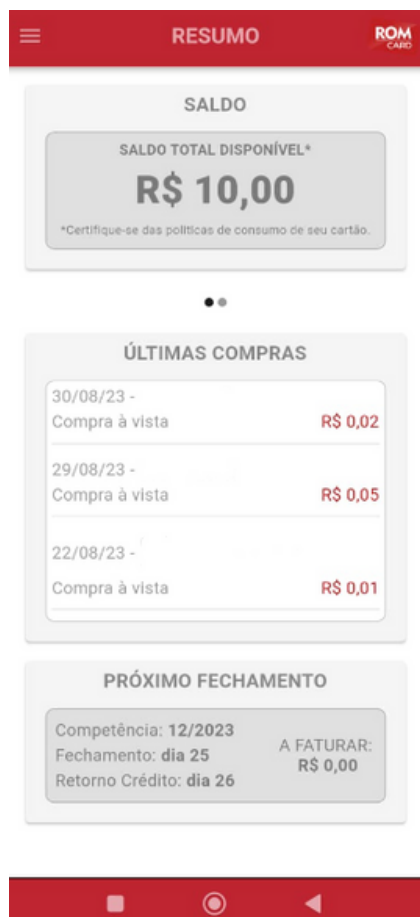 RESUMO
ROM
CARD
SALDO
SALDO TOTAL DISPONÍVEL*
R$ 10,00
*Certifique-se das políticas de consumo de seu cartão.
ÚLTIMAS COMPRAS
30/08/23 -
Compra à vista R$ 0,02
29/08/23 -
Compra à vista R$ 0,05
22/08/23 -
Compra à vista R$ 0,01
PRÓXIMO FECHAMENTO
Competência: 12/2023
Fechamento: dia 25
Retorno Crédito: dia 26
A FATURAR:
R$ 0,00